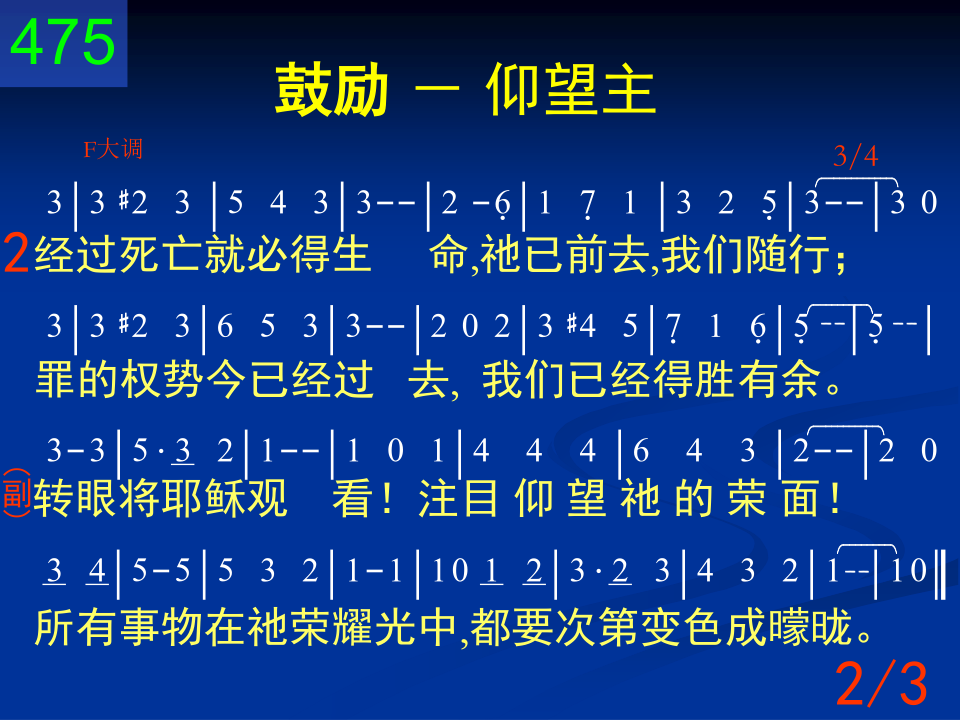 475
鼓励 － 仰望主
F大调
3/4
3|3 #2 3|5 4 3|3--|2 -6̣|1 7̣ 1|3 2 5̣|3--|3 0
2经过死亡就必得生 命,祂已前去,我们随行；
3|3 #2 3|6 5 3|3--|2 0 2|3 #4 5|7̣ 1 6̣|5̣ --|5̣ --|
罪的权势今已经过 去, 我们已经得胜有余。
3-3|5·3̲ 2|1--|1 0 1|4 4 4|6 4 3|2--|2 0
(副)转眼将耶稣观 看！注目 仰 望 祂 的 荣 面！
3̲ 4̲|5-5|5 3 2|1-1|10 1̲ 2̲|3·2̲ 3|4 3 2|1--|10‖
所有事物在祂荣耀光中,都要次第变色成曚昽。
2/3